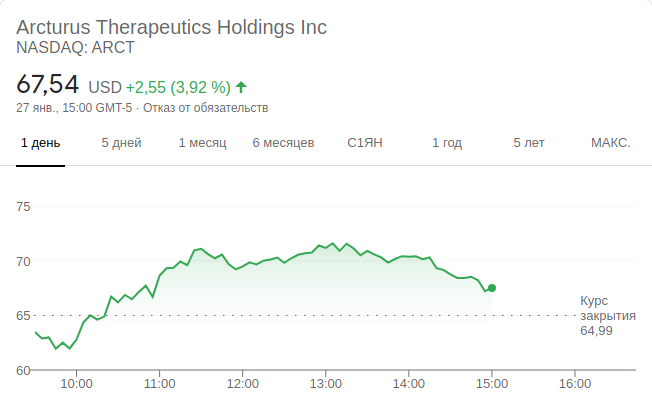 Arcturus Therapeutics Holdings Inc
NASDAQ: ARCT
67,54 USD +2,55 (3,92 %)
27 янв., 15:00 GMT-5 · Отказ от обязательств
1 день 5 дней 1 месяц 6 месяцев С1ЯН 1 год 5 лет МАКС.
75
70
65
60
Курс
закрытия
64,99
10:00 11:00 12:00 13:00 14:00 15:00 16:00